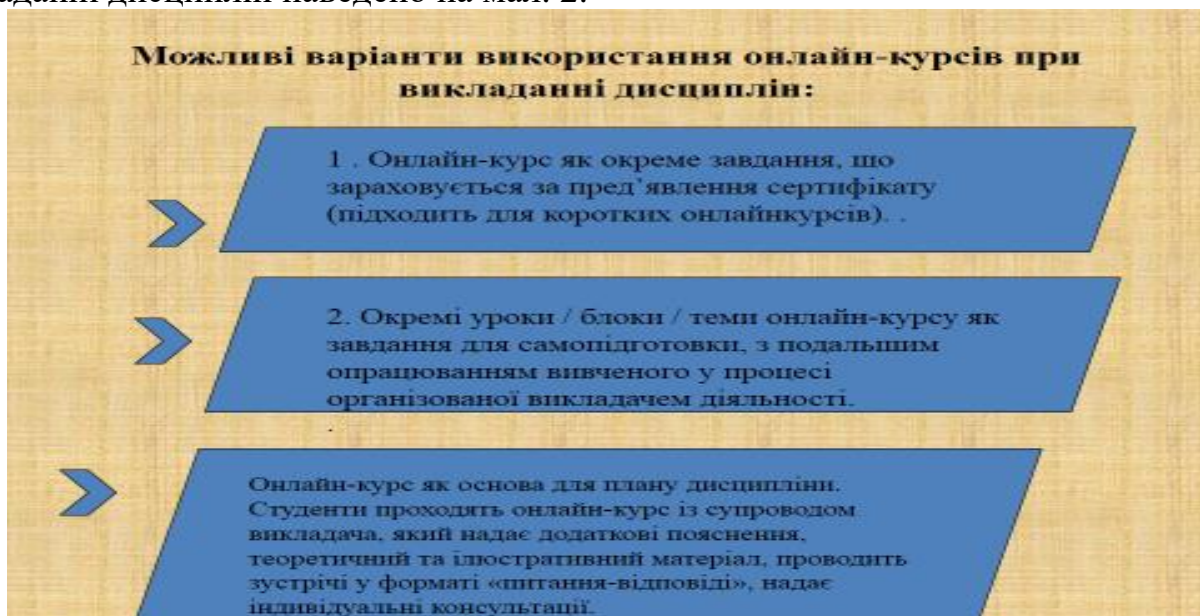 дисциплін наведено на мал. 2.
Можливі варіанти використання онлайн-курсів при
викладанні дисциплін:
1 . Онлайн-курс як окреме завдання, що
зараховується за пред’явлення сертифікату
(підходить для коротких онлайнкурсів). .
2. Окремі уроки / блоки / теми онлайн-курсу як
завдання для самопідготовки, з подальшим
опрацюванням вивченого у процесі
організованої викладачем діяльності.
.
Онлайн-курс як основа для плану дисципліни.
Студенти проходять онлайн-курс із супроводом
викладача, який надає додаткові пояснення,
теоретичний та ілюстративний матеріал, проводить
зустрічі у форматі «питання-відповіді», надає
індивідуальні консультації.